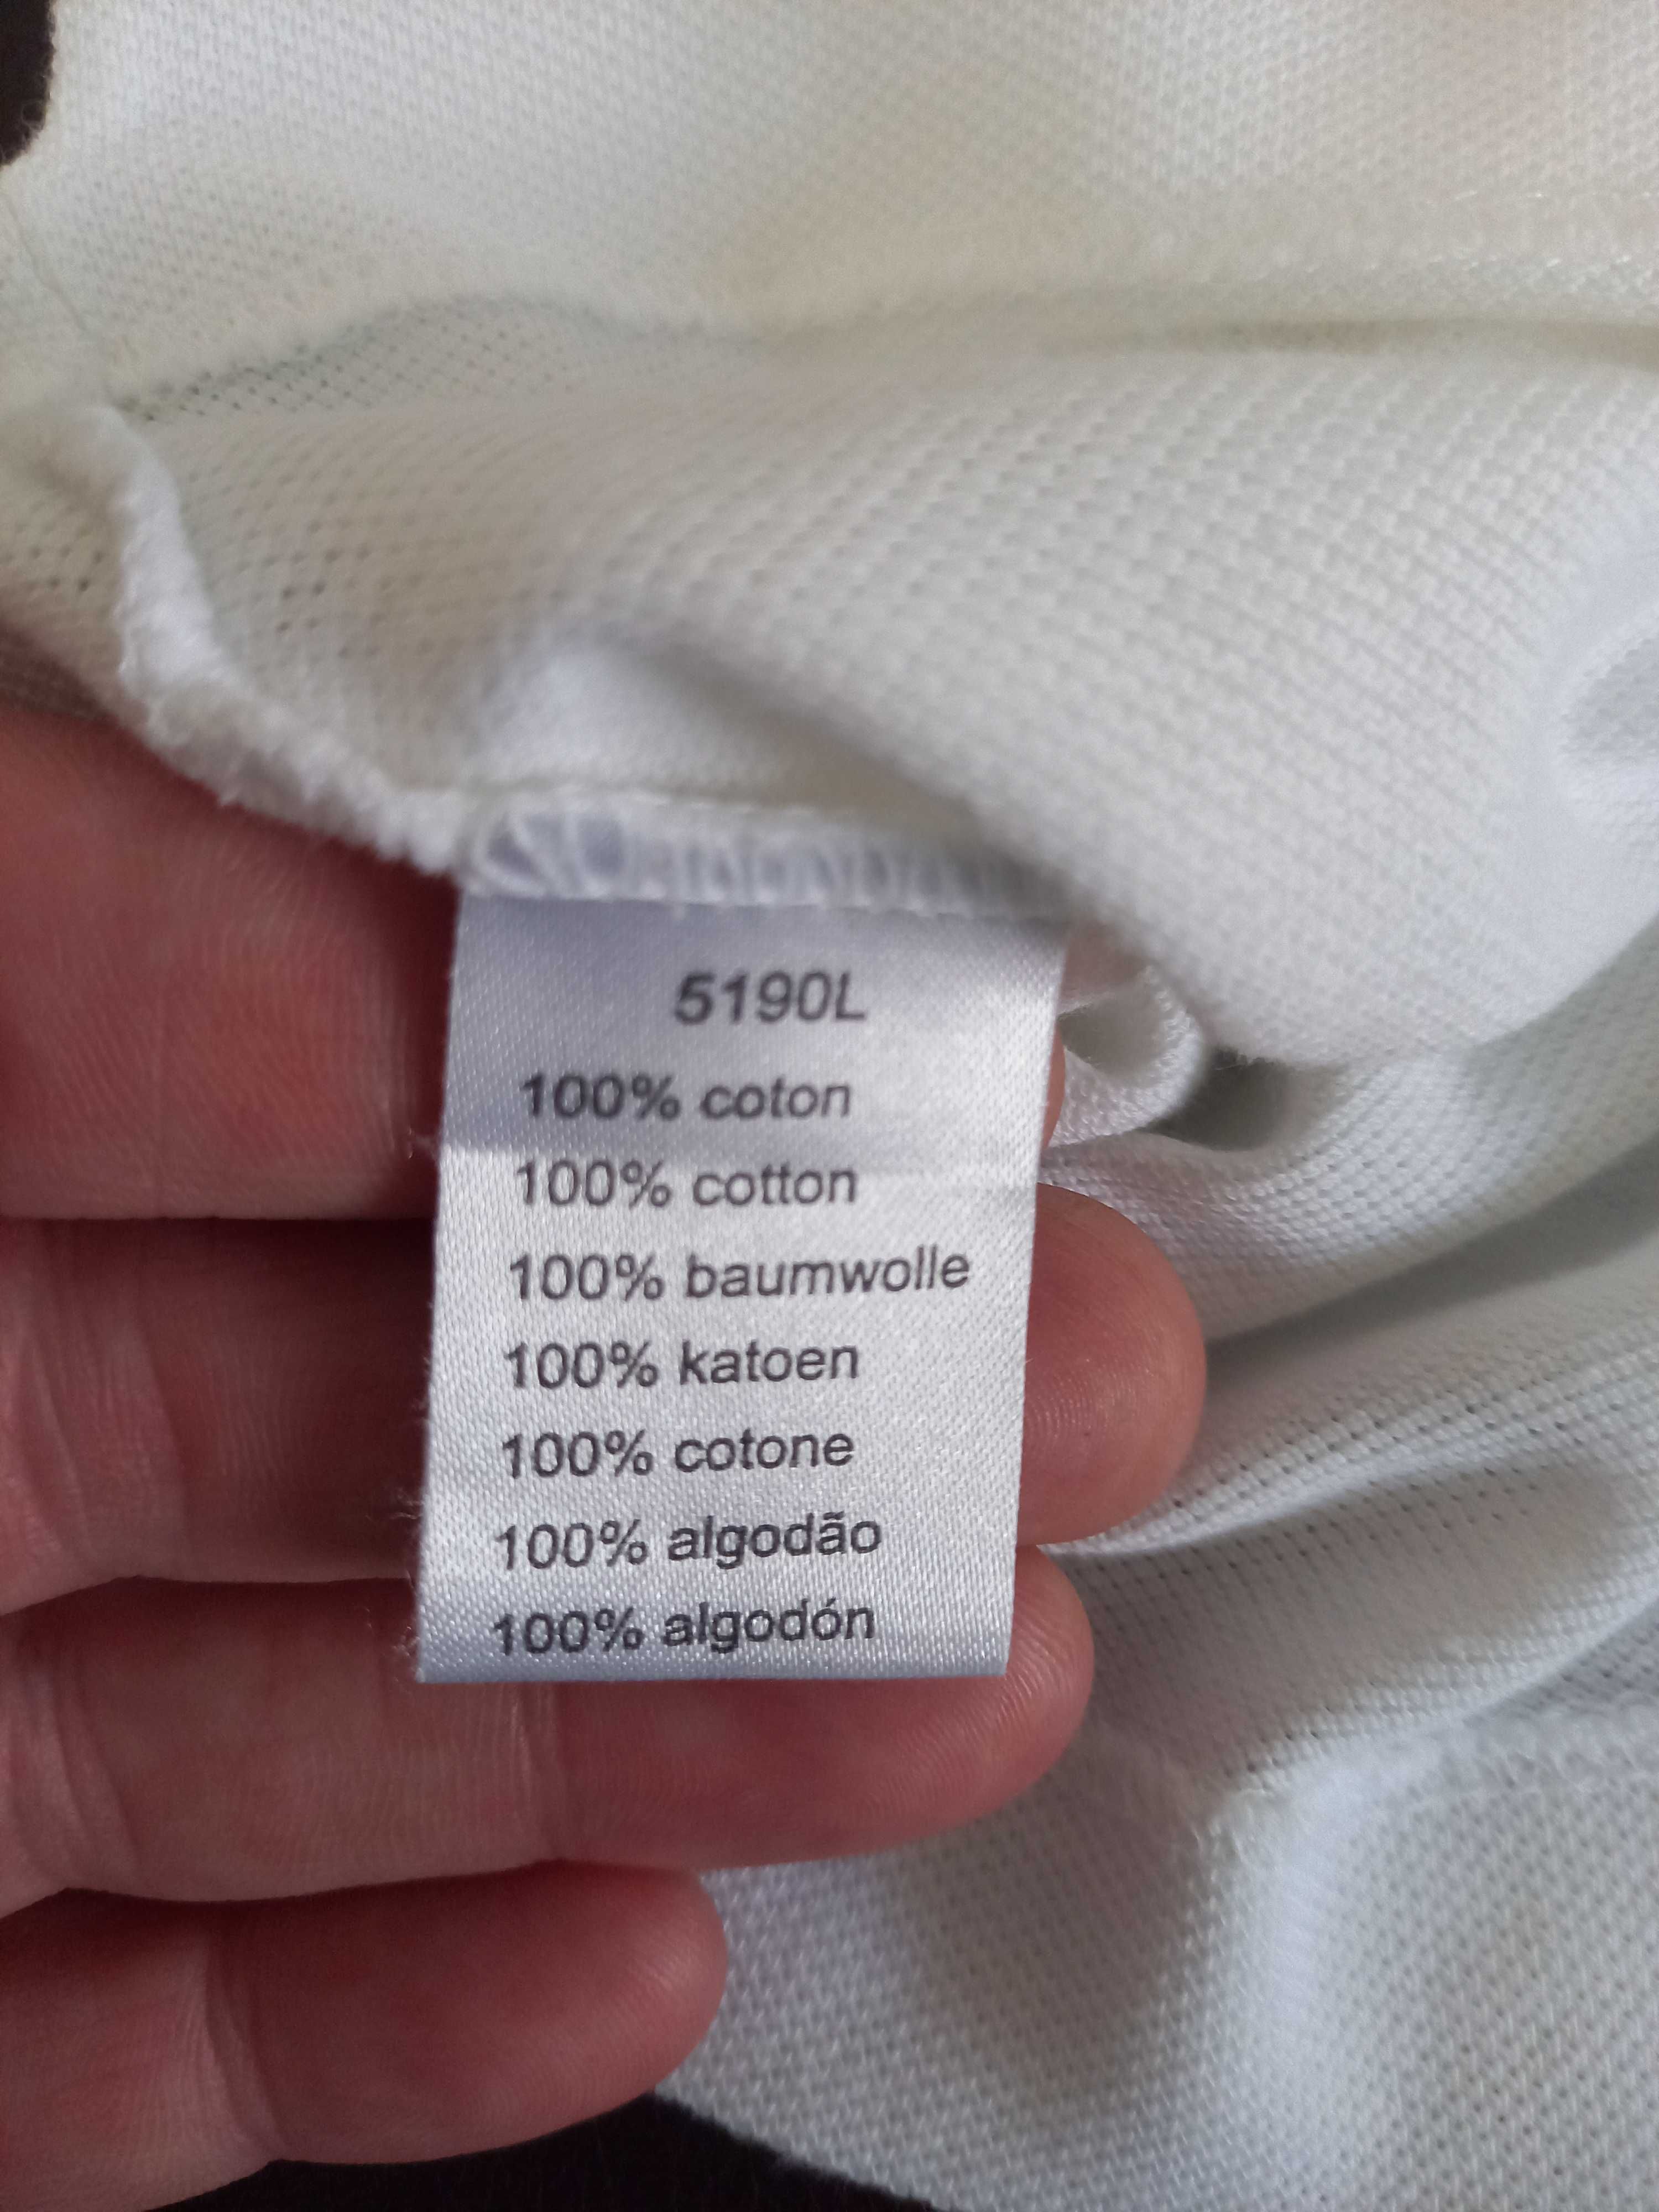 5190L
100% coton
100% cotton
100% baumwolle
100% katoen
100% cotone
100% algodão
100% algodón